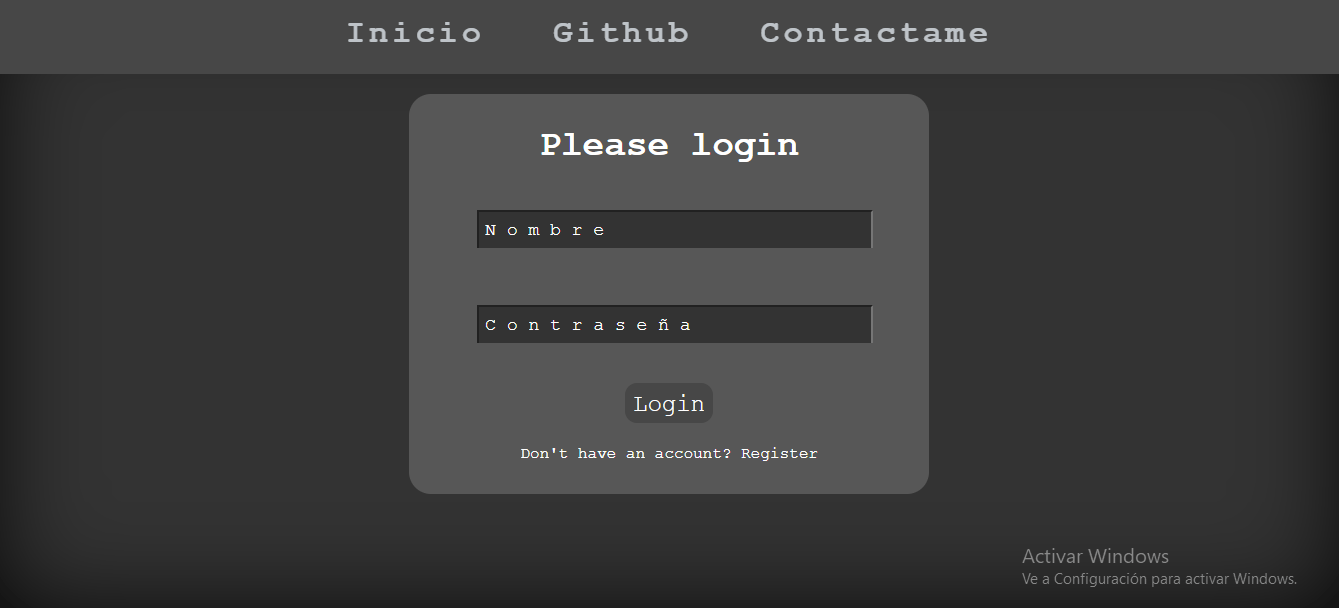 Inicio Github Contactame
Please login
Nombre
Contraseña
Login
Don't have an account? Register
Activar Windows
Ve a Configuración para activar Windows.